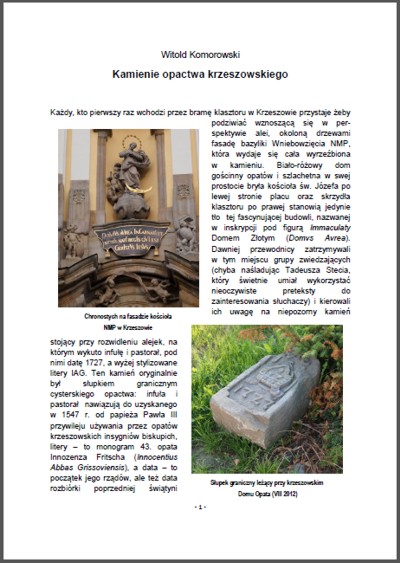 Witold Komorowski
Kamienie opactwa krzeszowskiego
Każdy, kto pierwszy raz wchodzi przez bramę klasztoru w Krzeszowie przystaje żeby
podziwiać wznoszącą się w per-
spektywie alei, okoloną drzewami
fasadę bazyliki Wniebowzięcia NMP,
która wydaje się cała wyrzeźbiona
w kamieniu. Biało-różowy dom
gościnny opatów i szlachetna w swej
prostocie bryła kościoła św. Józefa po
lewej stronie placu oraz skrzydła
klasztoru po prawej stanowią jedynie
tło tej fascynującej budowli, nazwanej
w inskrypcji pod figurą Immaculaty
Domem Złotym (Domvs Avrea).
Dawniej przewodnicy zatrzymywali
w tym miejscu grupy zwiedzających
(chyba naśladując Tadeusza Stecia,
który świetnie umiał wykorzystać
nieoczywiste preteksty do
zainteresowania słuchaczy) i kierowali
ich uwagę na niepozorny kamień
Chronostych na fasadzie kościoła
NMP w Krzeszowie
stojący przy rozwidleniu alejek, na
którym wykuto infułę i pastorał, pod
nimi datę 1727, a wyżej stylizowane
litery IAG. Ten kamień oryginalnie
był słupkiem granicznym
cysterskiego opactwa: infuła i
pastorał nawiązują do uzyskanego
w 1547 r. od papieża Pawła III
przywileju używania przez opatów
krzeszowskich insygniów biskupich,
litery – to monogram 43. opata
Innozenza Fritscha (Innocentius
Abbas Grissoviensis), a data – to
początek jego rządów, ale też data
rozbiórki poprzedniej świątyni
Słupek graniczny leżący przy krzeszowskim
Domu Opata (VIII 2012)
- 1 -